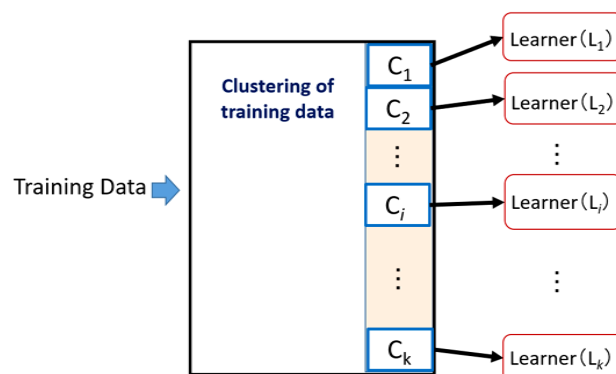 Training Data
Clustering of
training data
C1
C2
⋮
Ci
⋮
Ck
Learner(L1)
Learner(L2)
⋮
Learner(Li)
⋮
Learner(Lk)